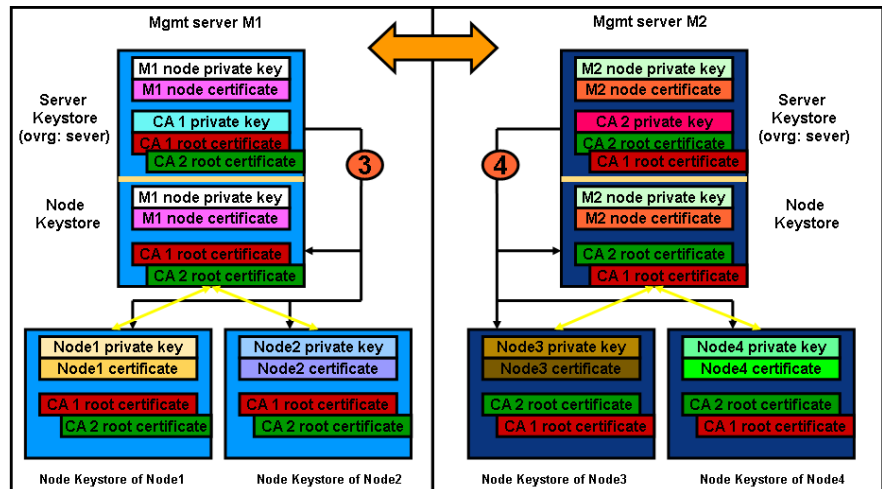 Mgmt server M1
Server
Keystore
(ovrg: sever)
M1 node private key
M1 node certificate
CA 1 private key
CA 1 root certificate
CA 2 root certificate
3
Node
Keystore
M1 node private key
M1 node certificate
CA 1 root certificate
CA 2 root certificate
Node1 private key
Node1 certificate
CA 1 root certificate
CA 2 root certificate
Node Keystore of Node1
Node2 private key
Node2 certificate
CA 1 root certificate
CA 2 root certificate
Node Keystore of Node2
Mgmt server M2
M2 node private key
M2 node certificate
CA 2 private key
CA 2 root certificate
CA 1 root certificate
Server
Keystore
(ovrg: sever)
4
M2 node private key
M2 node certificate
CA 2 root certificate
CA 1 root certificate
Node
Keystore
Node3 private key
Node3 certificate
CA 2 root certificate
CA 1 root certificate
Node Keystore of Node3
Node4 private key
Node4 certificate
CA 2 root certificate
CA 1 root certificate
Node Keystore of Node4